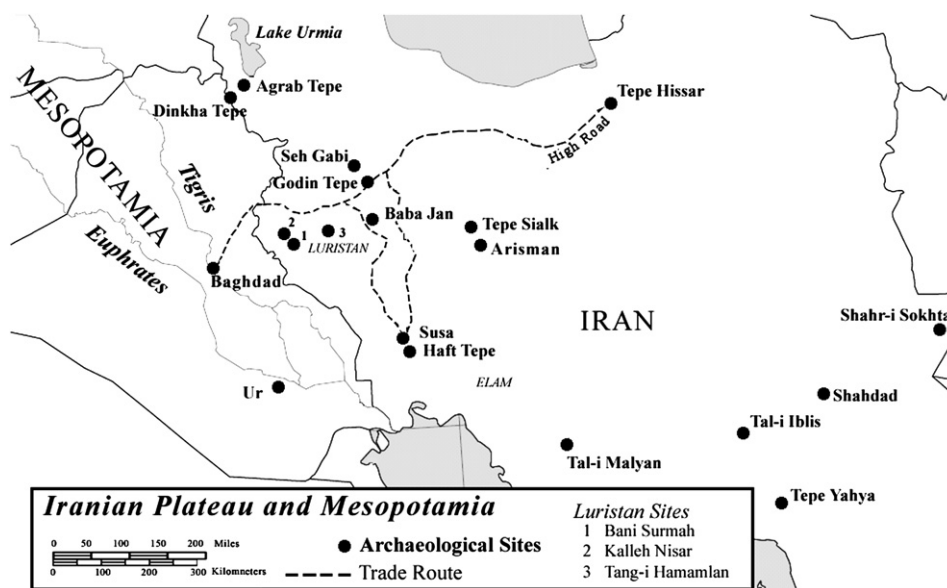 Lake Urmia
Agrab Tepe
Dinkha Tepe
MESOPOTAMIA
Tepe Hissar
High Road
Seh Gabi
Godin Tepe
Tigris
Baba Jan
Tepe Sialk
2
1
3
LURISTAN
Arisman
Euphrates
Baghdad
IRAN
Shahr-i Sokhta
Susa
Haft Tepe
Ur
ELAM
Shahdad
Tal-i Iblis
Tal-i Malyan
Tepe Yahya
Iranian Plateau and Mesopotamia
0 50 100 150 200 Miles
0 100 200 300 Kilomneters
Archaeological Sites
Trade Route
Luristan Sites
1 Bani Surmah
2 Kalleh Nisar
3 Tang-i Hamamlan